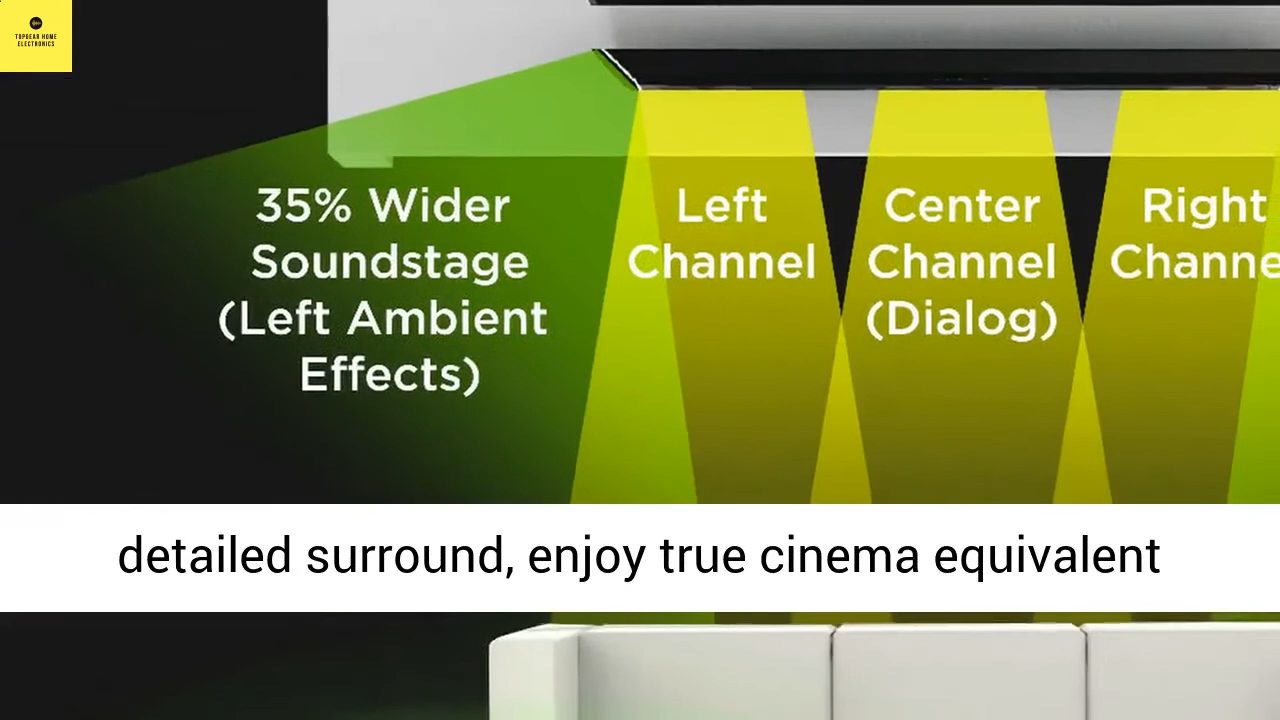 TOPGEAR HOME
ELECTRONICS
35% Wider
Soundstage
(Left Ambient
Effects)
Left
Channel
Center
Channel
(Dialog)
Right
Channe
detailed surround, enjoy true cinema equivalent